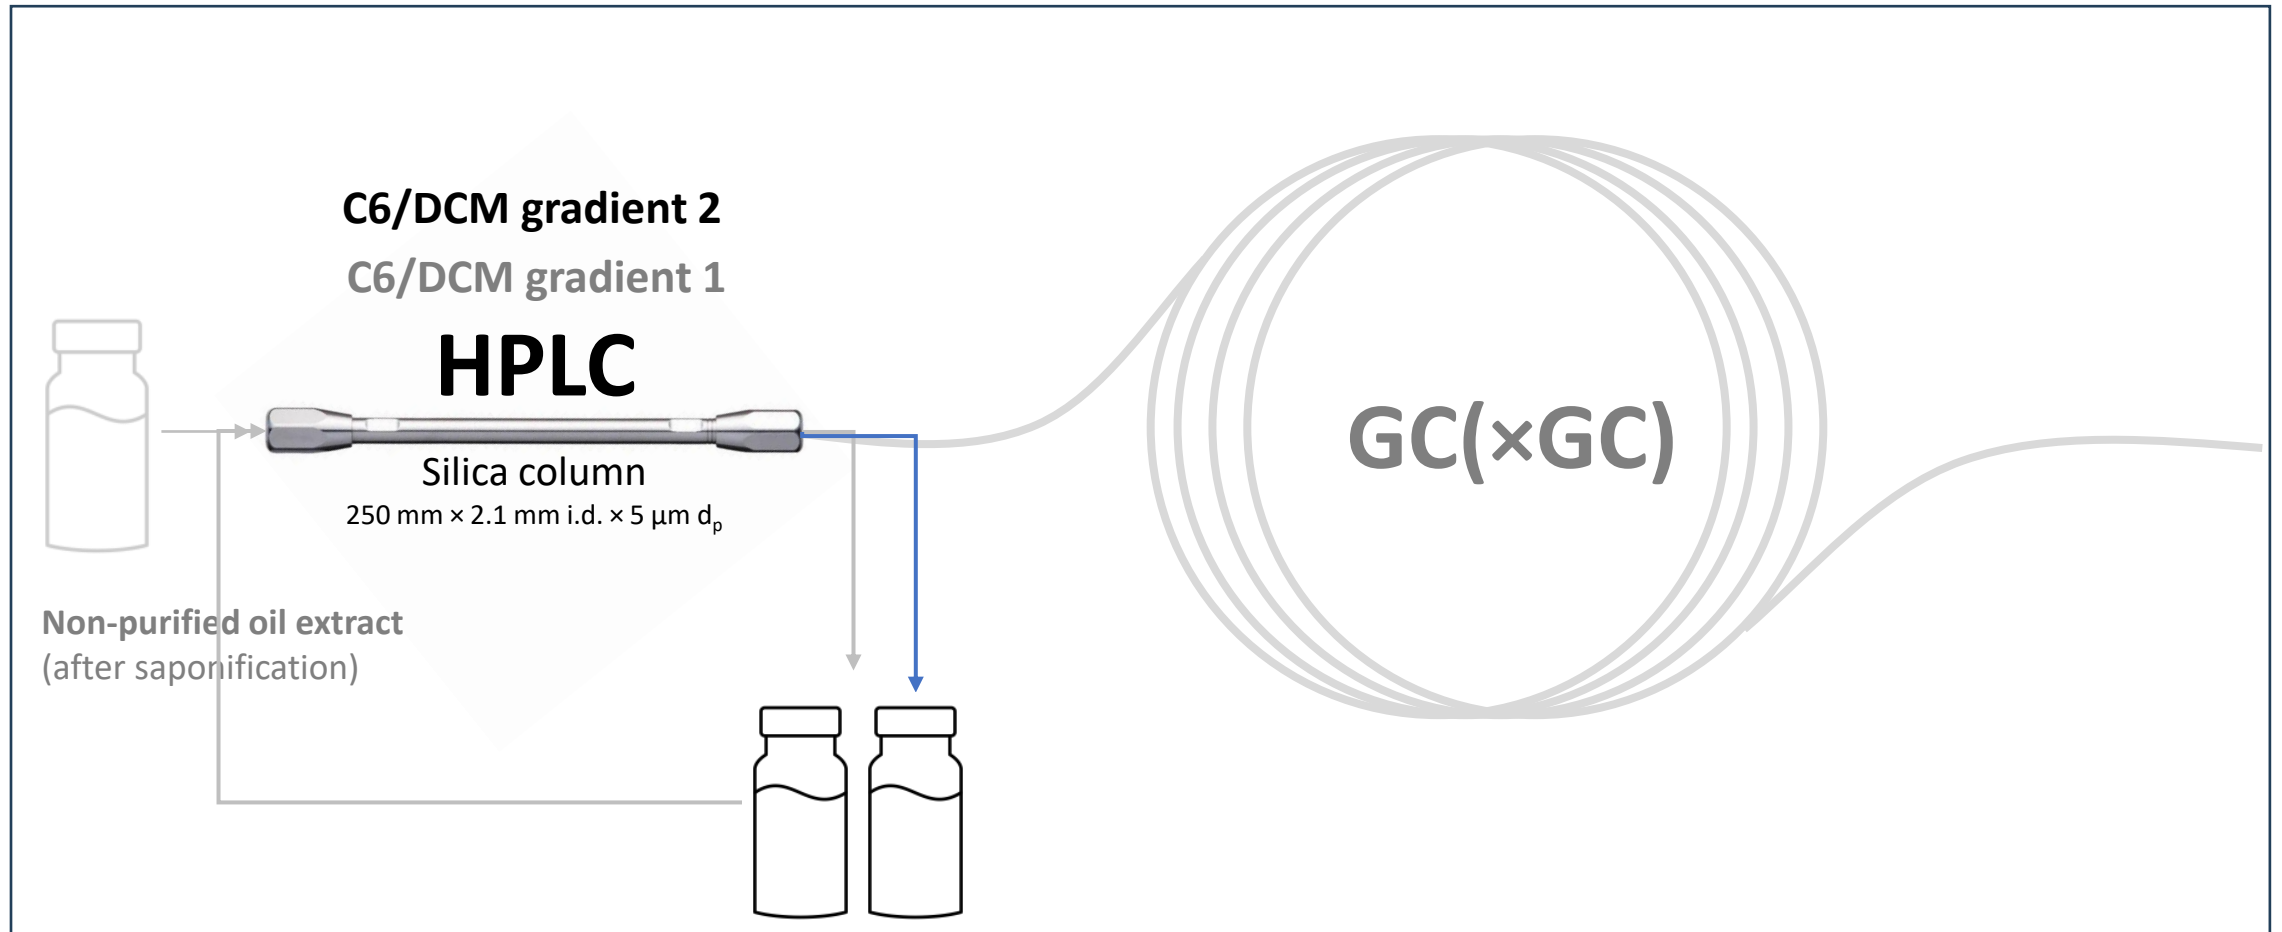 C6/DCM gradient 2
C6/DCM gradient 1
HPLC
Silica column
250 mm × 2.1 mm i.d. × 5 µm dp
Non-purified oil extract
(after saponification)
GC(×GC)